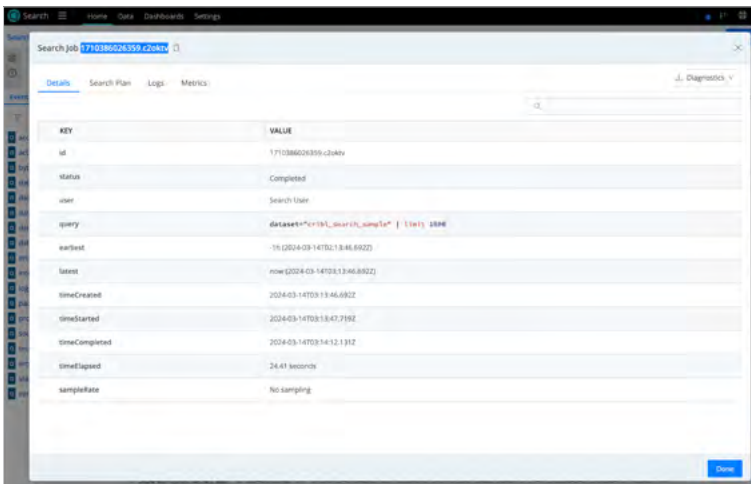 Search
Home Data Dashboards Settings
Search Job 1710386026359.c2oktv
Details Search Plan Logs Metrics
Diagnostics
KEY VALUE
id 1710386026359.c2oktv
status Completed
user Search User
query dataset="cribl_search_sample" | limit 1000
earliest -1h (2024-03-14T02:13:46.692Z)
latest now (2024-03-14T03:13:46.692Z)
timeCreated 2024-03-14T03:13:46.692Z
timeStarted 2024-03-14T03:13:47.719Z
timeCompleted 2024-03-14T03:14:12.131Z
timeElapsed 24.41 seconds
sampleRate No sampling
Done